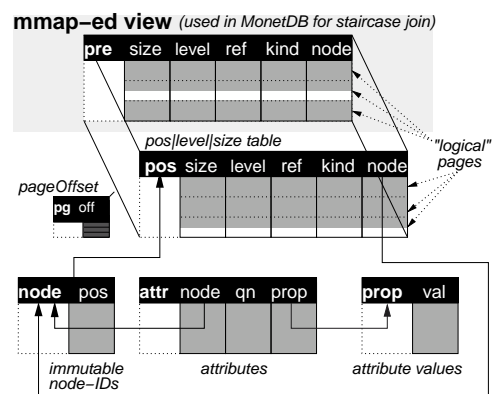 mmap-ed view (used in MonetDB for staircase join)
pre size level ref kind node
pos|level|size table
"logical" pages
pos size level ref kind node
pageOffset
pg off
node pos
attr node qn prop
prop val
immutable node-IDs
attributes
attribute values